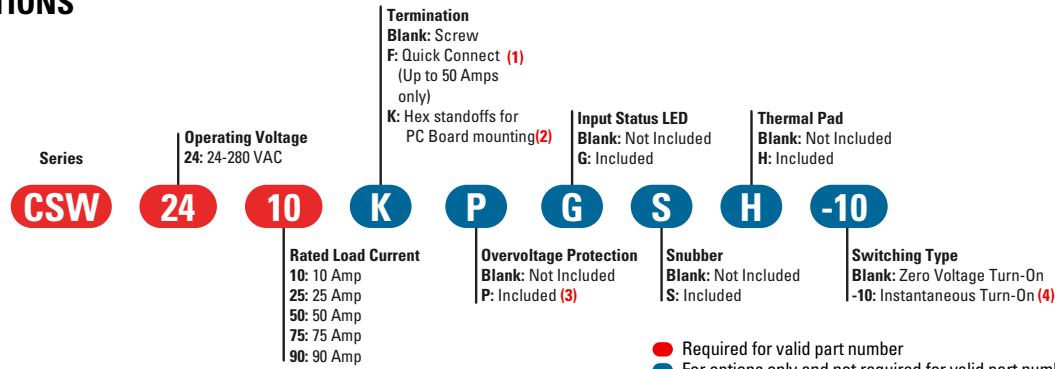 TIONS
Termination
Blank: Screw
F: Quick Connect (1)
(Up to 50 Amps
only)
K: Hex standoffs for
PC Board mounting(2)
Input Status LED
Blank: Not Included
G: Included
Thermal Pad
Blank: Not Included
H: Included
Operating Voltage
24: 24-280 VAC
Series
CSW 24 10 K P G S H -10
Rated Load Current
10: 10 Amp
25: 25 Amp
50: 50 Amp
75: 75 Amp
90: 90 Amp
Overvoltage Protection
Blank: Not Included
P: Included (3)
Snubber
Blank: Not Included
S: Included
Switching Type
Blank: Zero Voltage Turn-On
-10: Instantaneous Turn-On (4)
Required for valid part number
For options only and not required for valid part numb